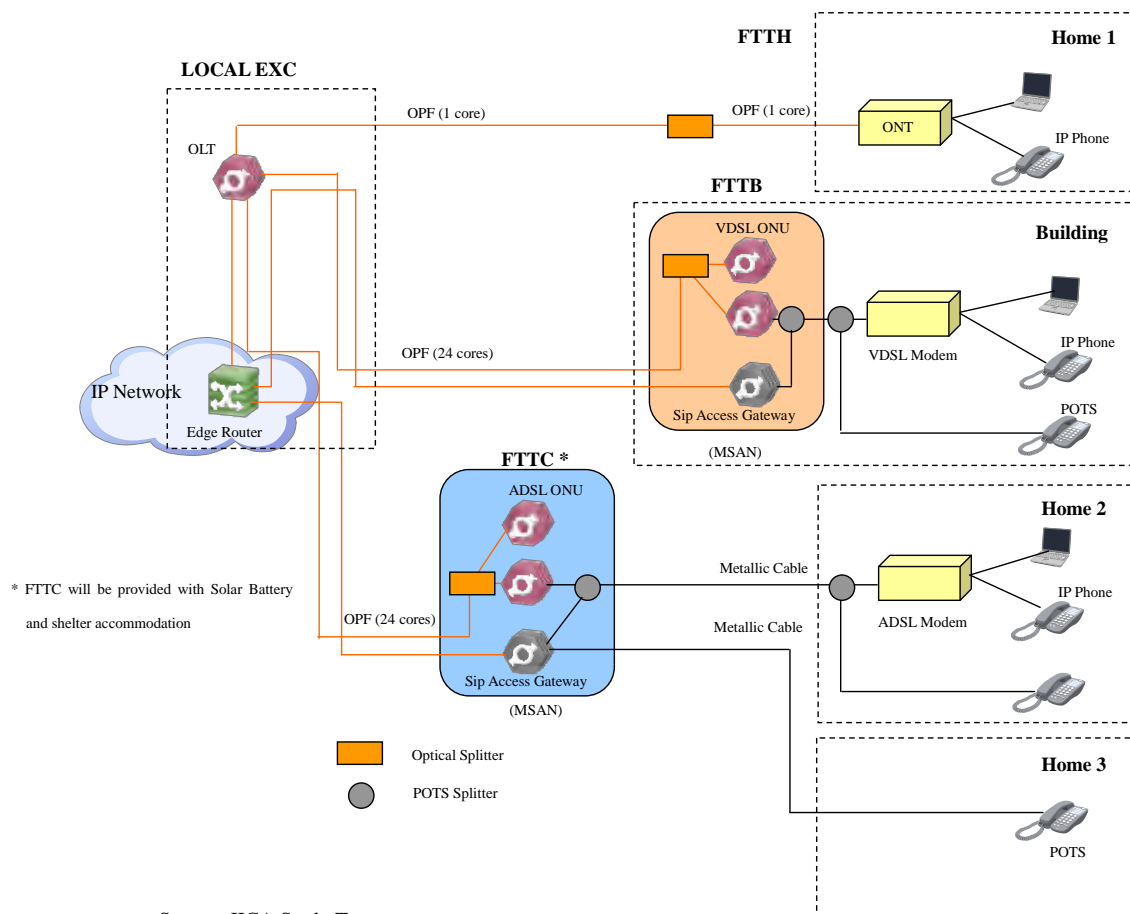 FTTH
Home 1
LOCAL EXC
OPF (1 core)
OPF (1 core)
ONT
IP Phone
OLT
FTTB
VDSL ONU
Building
OPF (24 cores)
VDSL Modem
IP Phone
IP Network
Edge Router
Sip Access Gateway
POTS
(MSAN)
FTTC *
ADSL ONU
Home 2
Metallic Cable
* FTTC will be provided with Solar Battery
and shelter accommodation
IP Phone
OPF (24 cores)
ADSL Modem
Metallic Cable
Sip Access Gateway
(MSAN)
Optical Splitter
Home 3
POTS Splitter
POTS